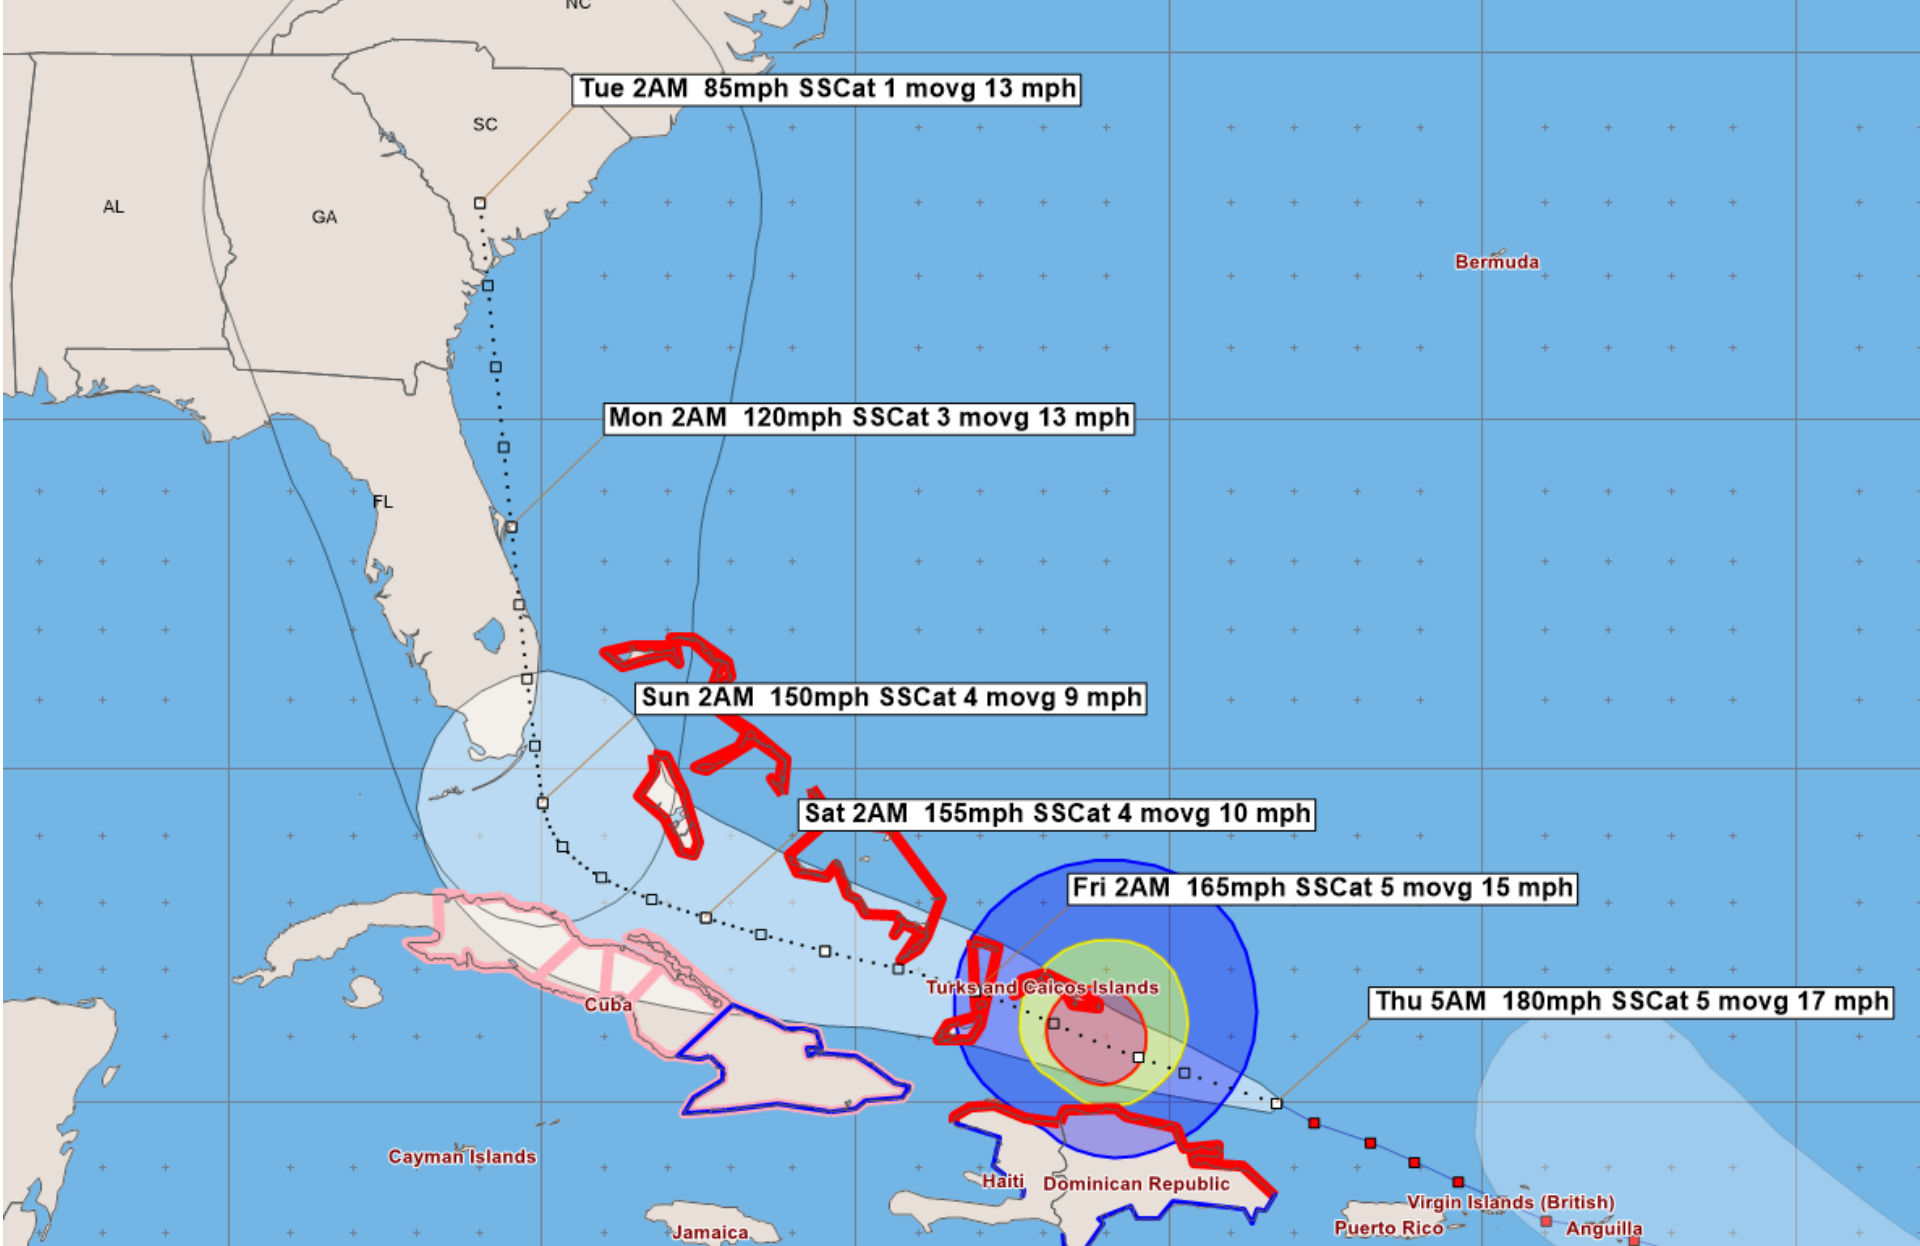 NC
Tue 2AM 85mph SSCat 1 movg 13 mph
SC
AL
GA
Bermuda
Mon 2AM 120mph SSCat 3 movg 13 mph
FL
Sun 2AM 150mph SSCat 4 movg 9 mph
Sat 2AM 155mph SSCat 4 movg 10 mph
Fri 2AM 165mph SSCat 5 movg 15 mph
Turks and Caicos Islands
Thu 5AM 180mph SSCat 5 movg 17 mph
Cuba
Cayman Islands
Haiti
Dominican Republic
Virgin Islands (British)
Puerto Rico
Anguilla
Jamaica